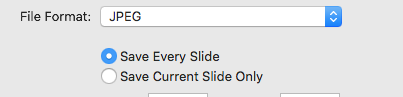 File Format: JPEG
Save Every Slide
Save Current Slide Only